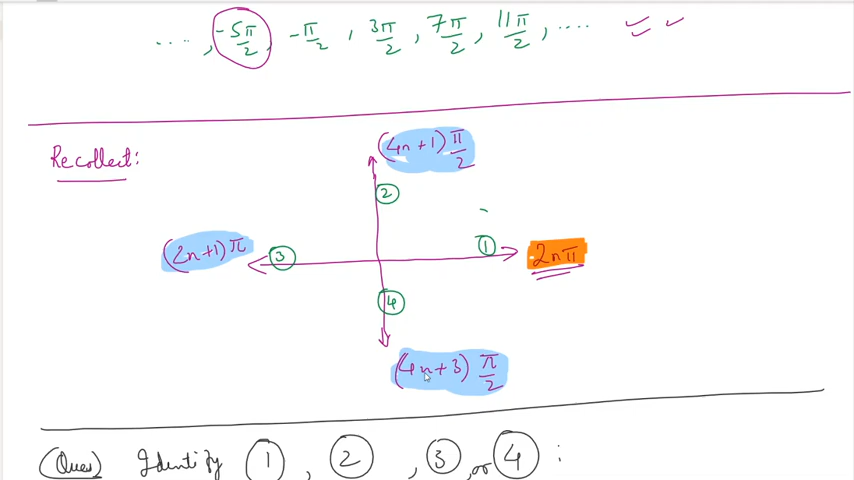 ...., -5π/2, -π/2, 3π/2, 7π/2, 11π/2, ....
Recollect:
(4n+1) π/2
2
(2n+1) π
3
1
2nπ
4
(4n+3) π/2
(Ques) Identify 1, 2, 3, or 4 :